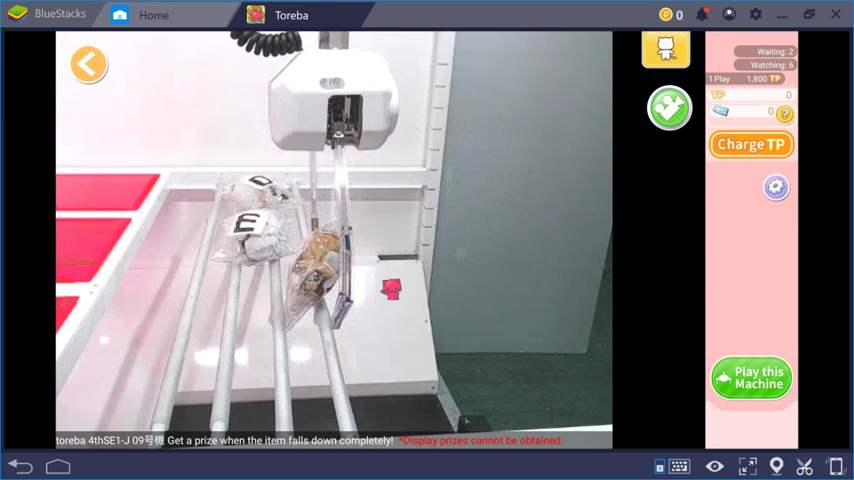 BlueStacks
Home
Toreba
0
Waiting: 2
Watching: 6
1 Play 1,800 TP
TP 0
0 ?
Charge TP
D
E
Play this
Machine
toreba 4thSE1-J 09号機 Get a prize when the item falls down completely! *Display prizes cannot be obtained.